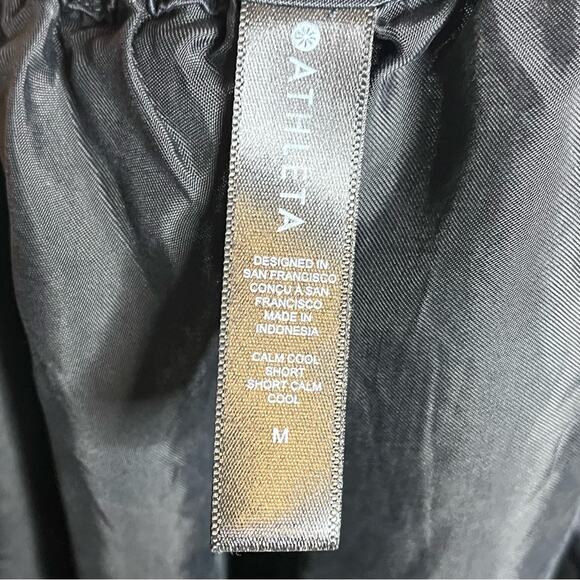 ATHLETA
DESIGNED IN
SAN FRANCISCO
CONÇU À SAN
FRANCISCO
MADE IN
INDONESIA
CALM COOL
SHORT
SHORT CALM
COOL
M